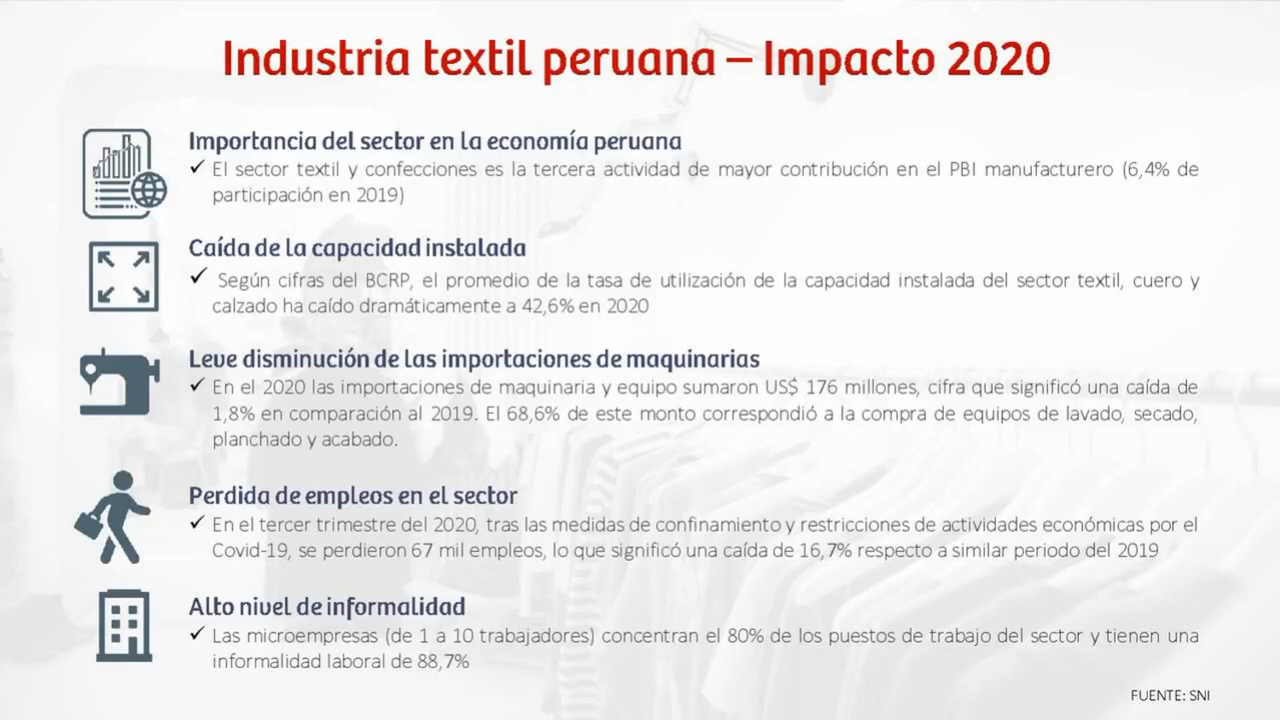 Industria textil peruana – Impacto 2020
Importancia del sector en la economía peruana
✓ El sector textil y confecciones es la tercera actividad de mayor contribución en el PBI manufacturero (6,4% de
participación en 2019)
Caída de la capacidad instalada
✓ Según cifras del BCRP, el promedio de la tasa de utilización de la capacidad instalada del sector textil, cuero y
calzado ha caído dramáticamente a 42,6% en 2020
Leve disminución de las importaciones de maquinarias
✓ En el 2020 las importaciones de maquinaria y equipo sumaron US$ 176 millones, cifra que significó una caída de
1,8% en comparación al 2019. El 68,6% de este monto correspondió a la compra de equipos de lavado, secado,
planchado y acabado.
Perdida de empleos en el sector
✓ En el tercer trimestre del 2020, tras las medidas de confinamiento y restricciones de actividades económicas por el
Covid-19, se perdieron 67 mil empleos, lo que significó una caída de 16,7% respecto a similar periodo del 2019
Alto nivel de informalidad
✓ Las microempresas (de 1 a 10 trabajadores) concentran el 80% de los puestos de trabajo del sector y tienen una
informalidad laboral de 88,7%
FUENTE: SNI